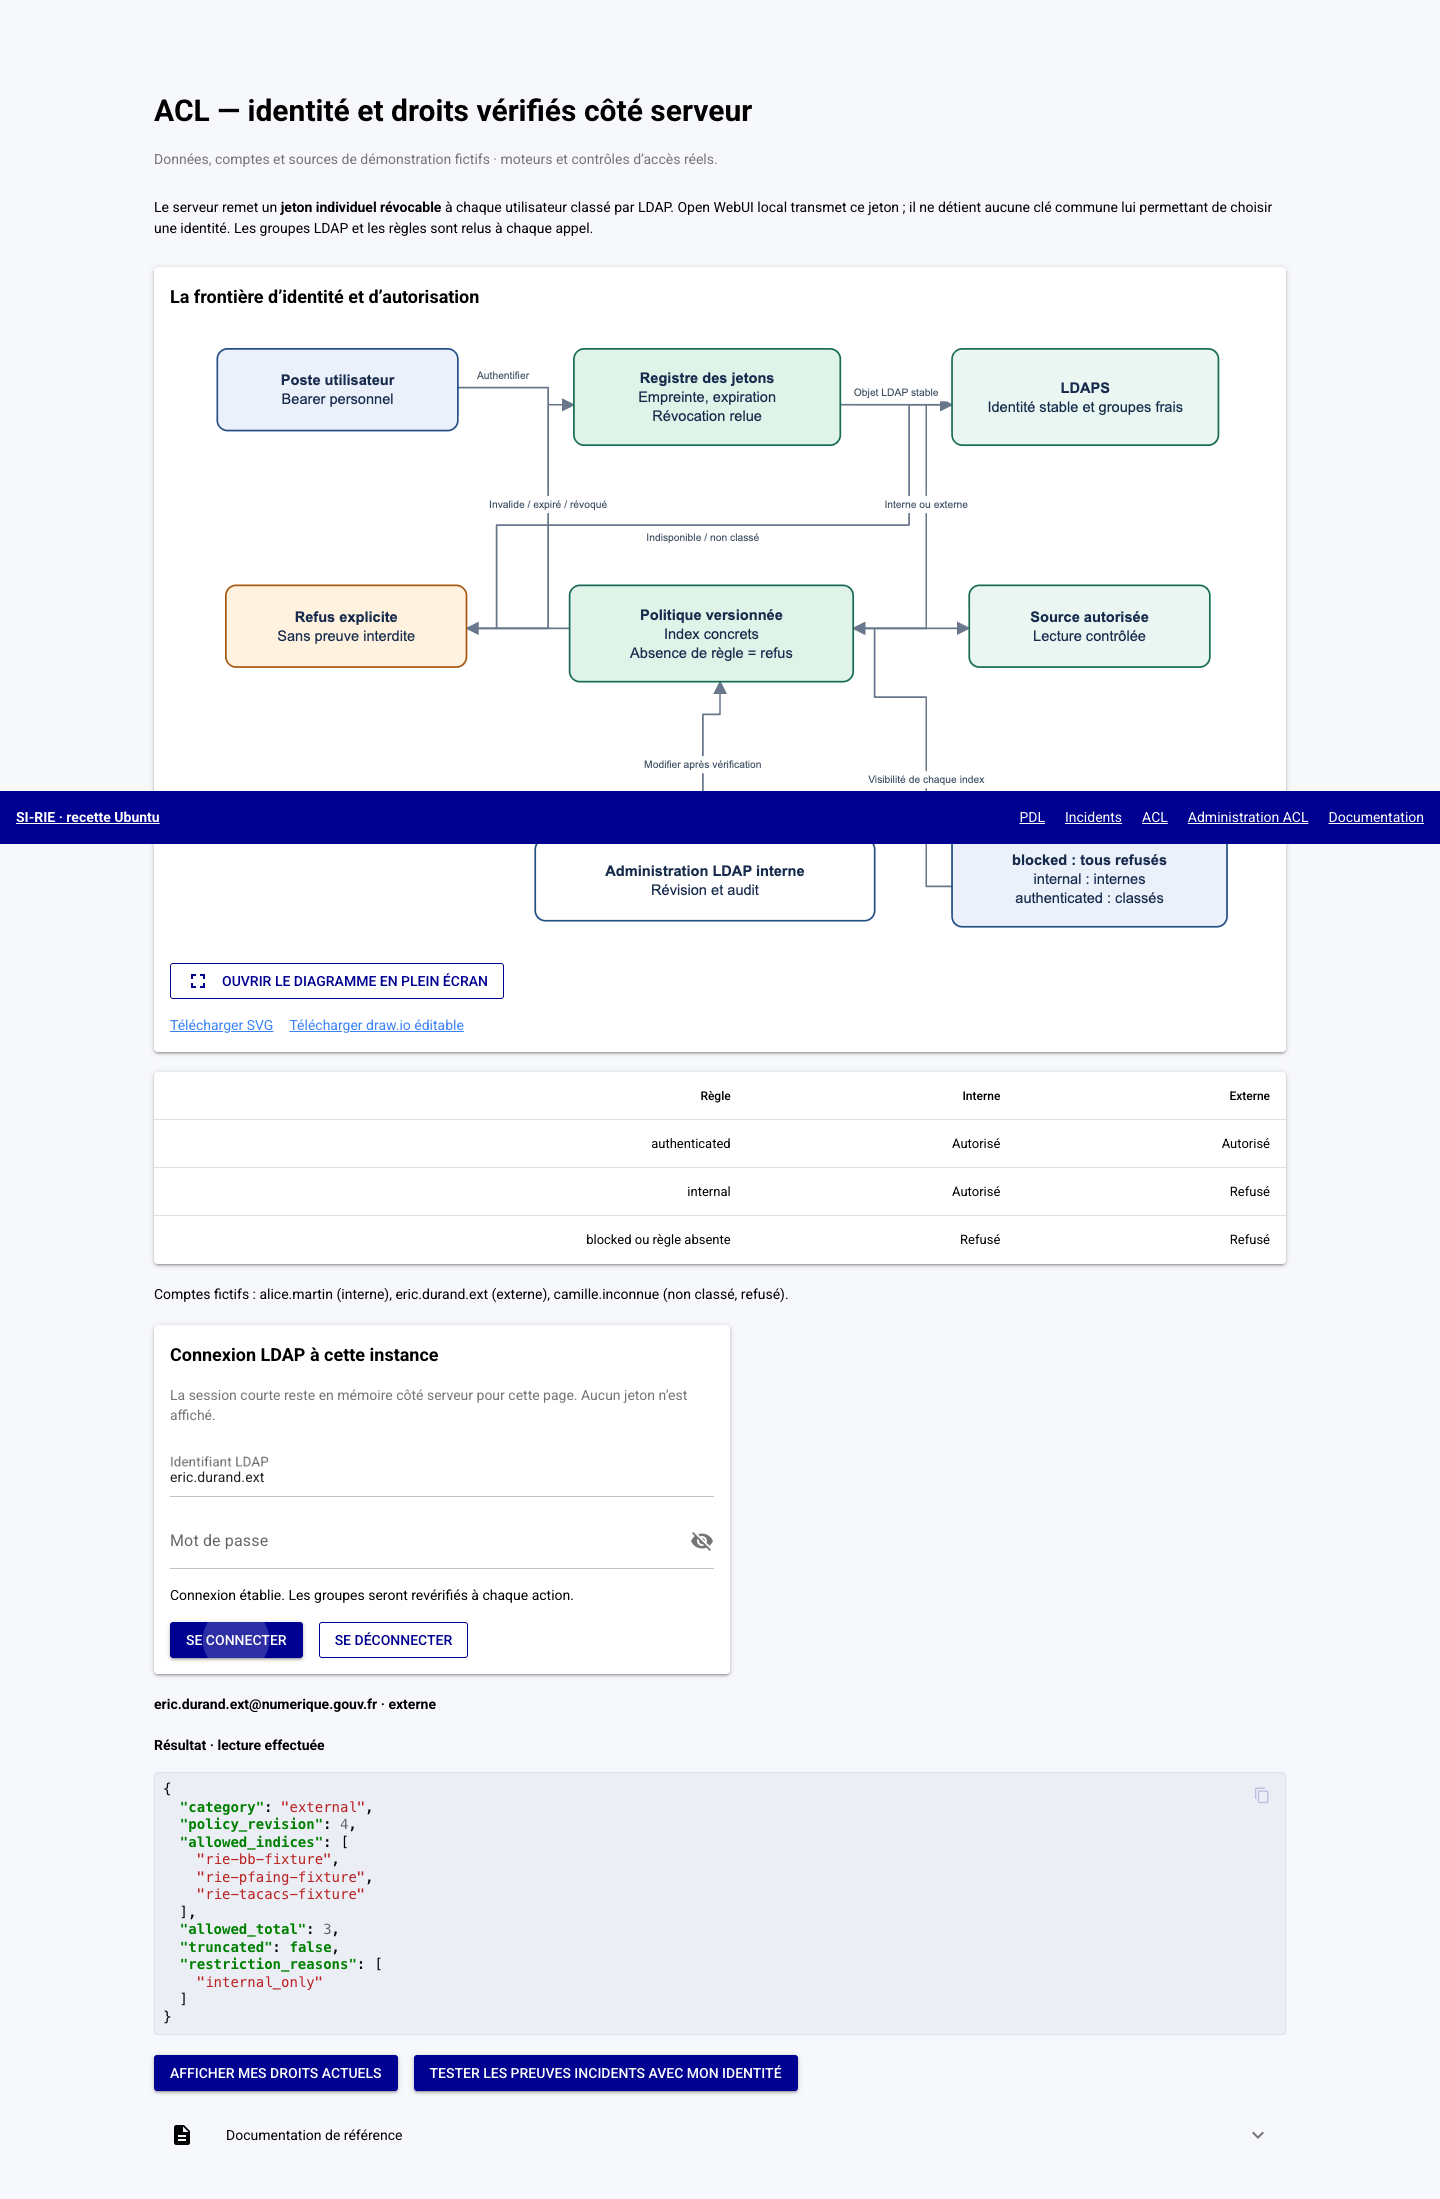 ACL — identité et droits vérifiés côté serveur
Données, comptes et sources de démonstration fictifs · moteurs et contrôles d’accès réels.
Le serveur remet un jeton individuel révocable à chaque utilisateur classé par LDAP. Open WebUI local transmet ce jeton ; il ne détient aucune clé commune lui permettant de choisir
une identité. Les groupes LDAP et les règles sont relus à chaque appel.
La frontière d’identité et d’autorisation
Poste utilisateur
Bearer personnel
Authentifier
Registre des jetons
Empreinte, expiration
Révocation relue
Objet LDAP stable
LDAPS
Identité stable et groupes frais
Invalide / expiré / révoqué
Interne ou externe
Indisponible / non classé
Refus explicite
Sans preuve interdite
Politique versionnée
Index concrets
Absence de règle = refus
Source autorisée
Lecture contrôlée
Modifier après vérification
Visibilité de chaque index
SI-RIE · recette Ubuntu
PDL Incidents ACL Administration ACL Documentation
Administration LDAP interne
Révision et audit
blocked : tous refusés
internal : internes
authenticated : classés
OUVRIR LE DIAGRAMME EN PLEIN ÉCRAN
Télécharger SVG Télécharger draw.io éditable
Règle Interne Externe
authenticated Autorisé Autorisé
internal Autorisé Refusé
blocked ou règle absente Refusé Refusé
Comptes fictifs : alice.martin (interne), eric.durand.ext (externe), camille.inconnue (non classé, refusé).
Connexion LDAP à cette instance
La session courte reste en mémoire côté serveur pour cette page. Aucun jeton n’est
affiché.
Identifiant LDAP
eric.durand.ext
Mot de passe
Connexion établie. Les groupes seront revérifiés à chaque action.
SE CONNECTER SE DÉCONNECTER
eric.durand.ext@numerique.gouv.fr · externe
Résultat · lecture effectuée
{
"category": "external",
"policy_revision": 4,
"allowed_indices": [
"rie-bb-fixture",
"rie-pfaing-fixture",
"rie-tacacs-fixture"
],
"allowed_total": 3,
"truncated": false,
"restriction_reasons": [
"internal_only"
]
}
AFFICHER MES DROITS ACTUELS TESTER LES PREUVES INCIDENTS AVEC MON IDENTITÉ
Documentation de référence